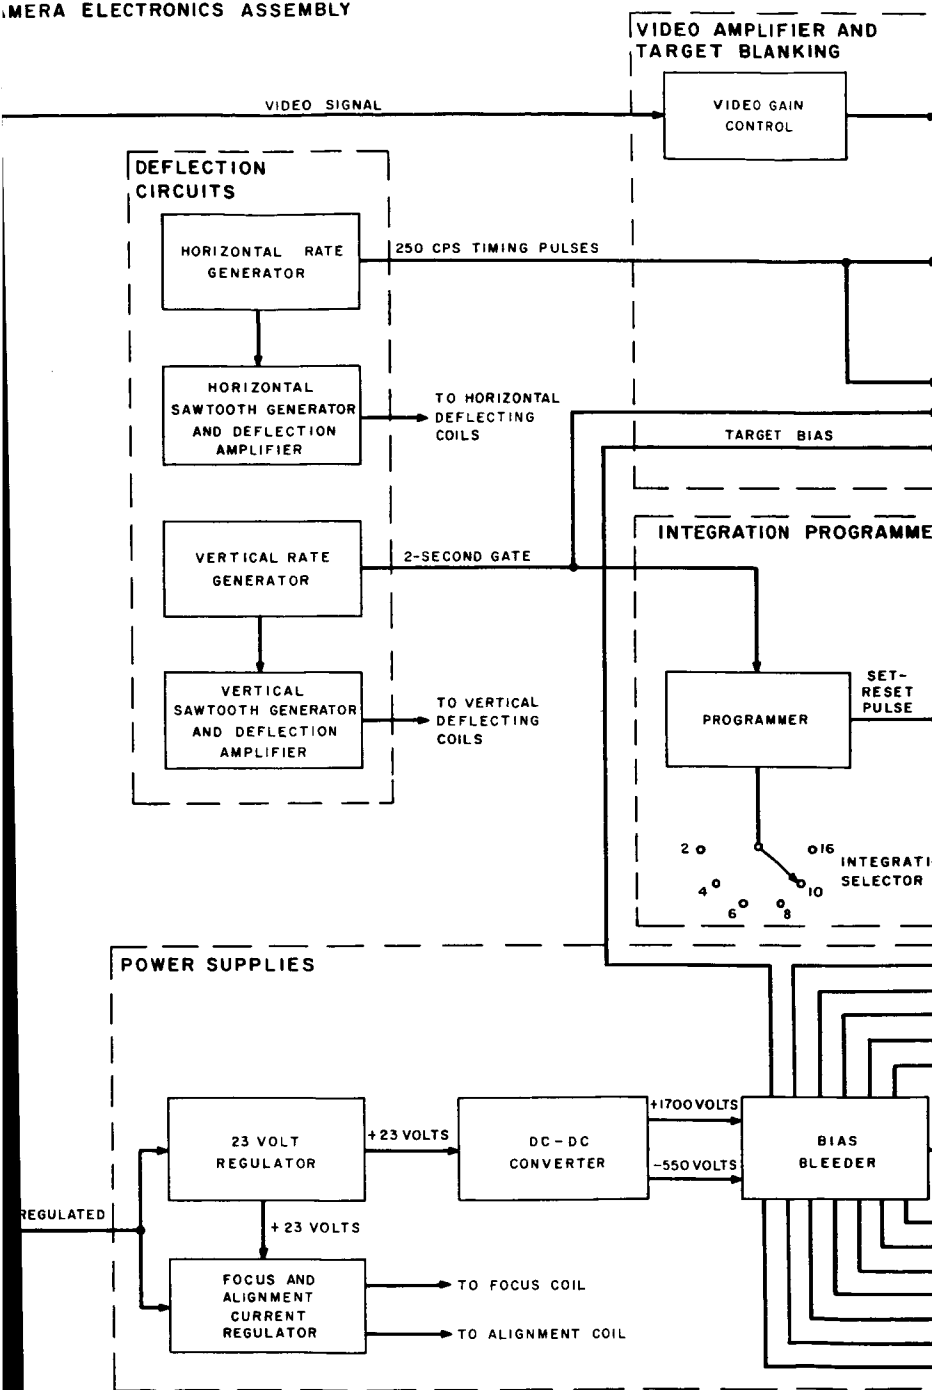 ELECTRONICS ASSEMBLY
VIDEO AMPLIFIER AND
TARGET BLANKING
VIDEO SIGNAL
VIDEO GAIN
CONTROL
DEFLECTION
CIRCUITS
HORIZONTAL RATE
GENERATOR
250 CPS TIMING PULSES
HORIZONTAL
SAWTOOTH GENERATOR
AND DEFLECTION
AMPLIFIER
TO HORIZONTAL
DEFLECTING
COILS
TARGET BIAS
INTEGRATION PROGRAMME
VERTICAL RATE
GENERATOR
2-SECOND GATE
VERTICAL
SAWTOOTH GENERATOR
AND DEFLECTION
AMPLIFIER
TO VERTICAL
DEFLECTING
COILS
PROGRAMMER
SET-
RESET
PULSE
2
4
6
8
10
16
INTEGRATI
SELECTOR
POWER SUPPLIES
23 VOLT
REGULATOR
+23 VOLTS
DC-DC
CONVERTER
+1700 VOLTS
-550 VOLTS
BIAS
BLEEDER
REGULATED
+23 VOLTS
FOCUS AND
ALIGNMENT
CURRENT
REGULATOR
TO FOCUS COIL
TO ALIGNMENT COIL